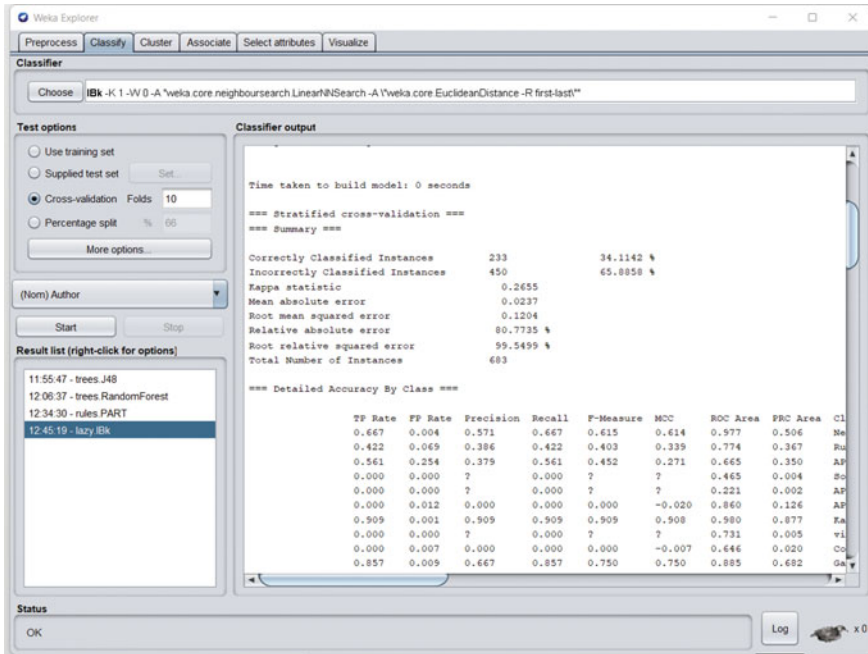 Weka Explorer
Preprocess Classify Cluster Associate Select attributes Visualize
Classifier
Choose IBk -K 1 -W 0 -A "weka.core.neighboursearch.LinearNNSearch -A \"weka.core.EuclideanDistance -R first-last\""
Test options
Use training set
Supplied test set Set...
Cross-validation Folds 10
Percentage split % 66
More options...
(Nom) Author
Start Stop
Result list (right-click for options)
11:55:47 - trees.J48
12:06:37 - trees.RandomForest
12:34:30 - rules.PART
12:45:19 - lazy.IBk
Classifier output
Time taken to build model: 0 seconds
=== Stratified cross-validation ===
=== Summary ===
Correctly Classified Instances 233 34.1142 %
Incorrectly Classified Instances 450 65.8858 %
Kappa statistic 0.2655
Mean absolute error 0.0237
Root mean squared error 0.1204
Relative absolute error 80.7735 %
Root relative squared error 99.5499 %
Total Number of Instances 683
=== Detailed Accuracy By Class ===
TP Rate FP Rate Precision Recall F-Measure MCC ROC Area PRC Area Cl
0.667 0.004 0.571 0.667 0.615 0.614 0.977 0.506 Ne
0.422 0.069 0.386 0.422 0.403 0.339 0.774 0.367 Ru
0.561 0.254 0.379 0.561 0.452 0.271 0.665 0.350 AP
0.000 0.000 ? 0.000 ? ? 0.465 0.004 So
0.000 0.000 ? 0.000 ? ? 0.221 0.002 AP
0.000 0.012 0.000 0.000 0.000 -0.020 0.860 0.126 AP
0.909 0.001 0.909 0.909 0.909 0.908 0.980 0.877 Ka
0.000 0.000 ? 0.000 ? ? 0.731 0.005 vi
0.000 0.007 0.000 0.000 0.000 -0.007 0.646 0.020 Co
0.857 0.009 0.667 0.857 0.750 0.750 0.885 0.682 Ga
Status
OK
Log x 0